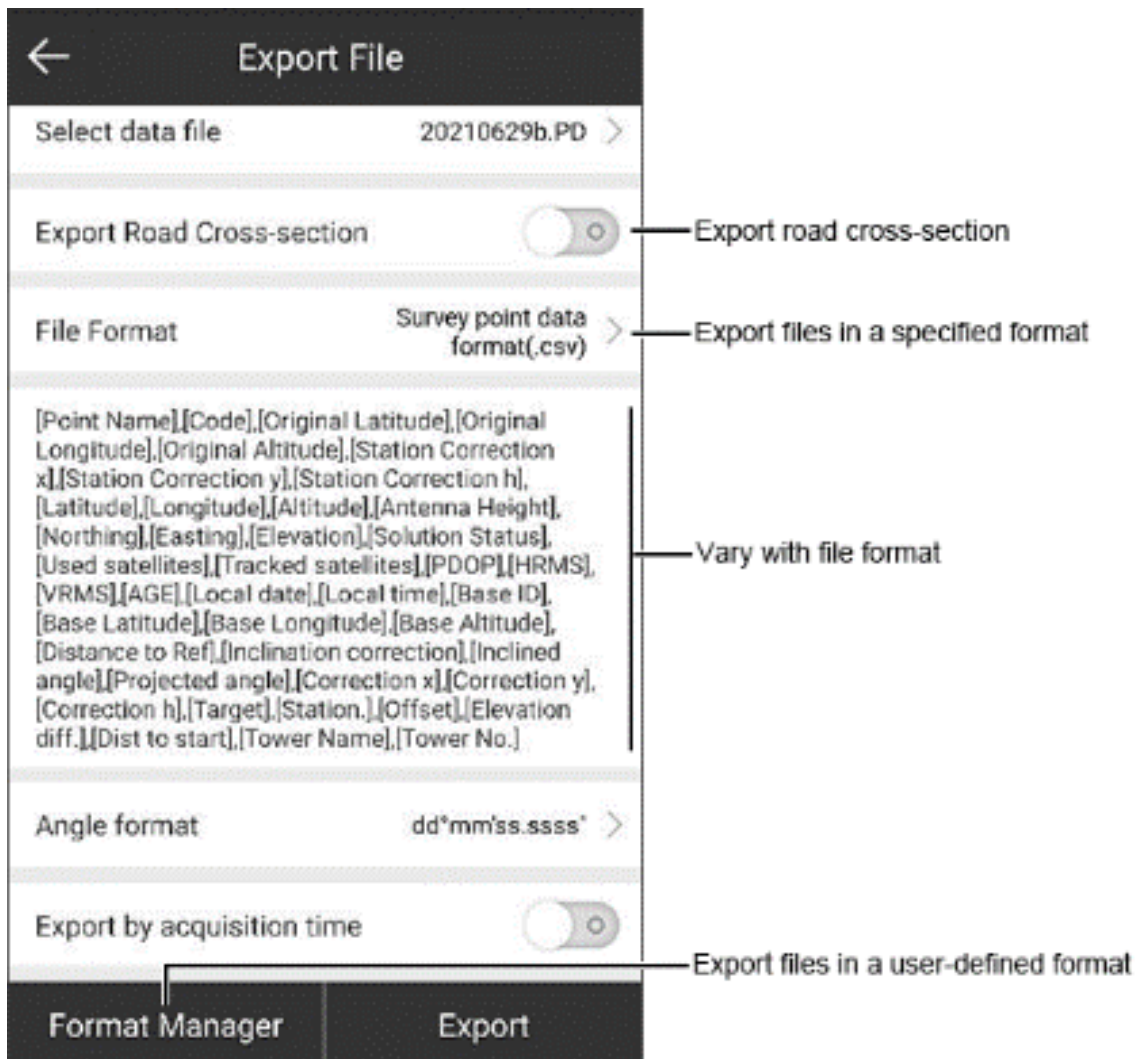 Export File
Select data file 20210629b.PD
Export Road Cross-section
Export road cross-section
File Format
Survey point data
format(.csv)
Export files in a specified format
[Point Name],[Code],[Original Latitude],[Original
Longitude],[Original Altitude],[Station Correction
x],[Station Correction y],[Station Correction h],
[Latitude],[Longitude],[Altitude],[Antenna Height],
[Northing],[Easting],[Elevation],[Solution Status],
[Used satellites],[Tracked satellites],[PDOP],[HRMS],
[VRMS],[AGE],[Local date],[Local time],[Base ID],
[Base Latitude],[Base Longitude],[Base Altitude],
[Distance to Ref],[Inclination correction],[Inclined
angle],[Projected angle],[Correction x],[Correction y],
[Correction h],[Target],[Station.],[Offset],[Elevation
diff.],[Dist to start],[Tower Name],[Tower No.]
Vary with file format
Angle format dd°mm'ss.ssss"
Export by acquisition time
Export files in a user-defined format
Format Manager Export